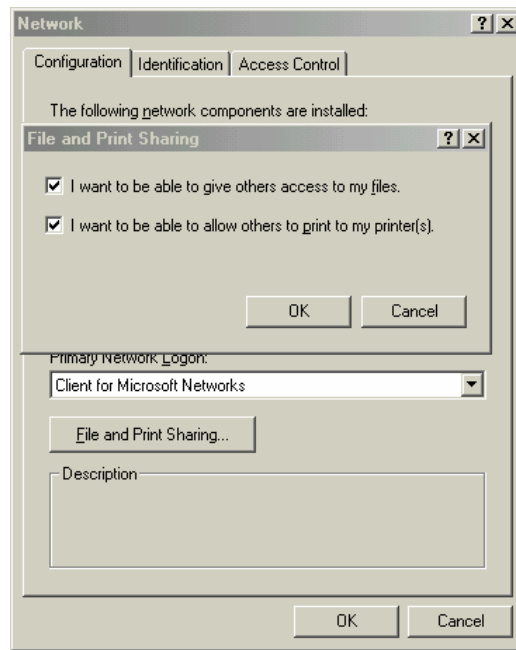 Network
Configuration Identification Access Control
The following network components are installed:
File and Print Sharing
I want to be able to give others access to my files.
I want to be able to allow others to print to my printer(s).
OK Cancel
Primary Network Logon:
Client for Microsoft Networks
File and Print Sharing...
Description
OK Cancel